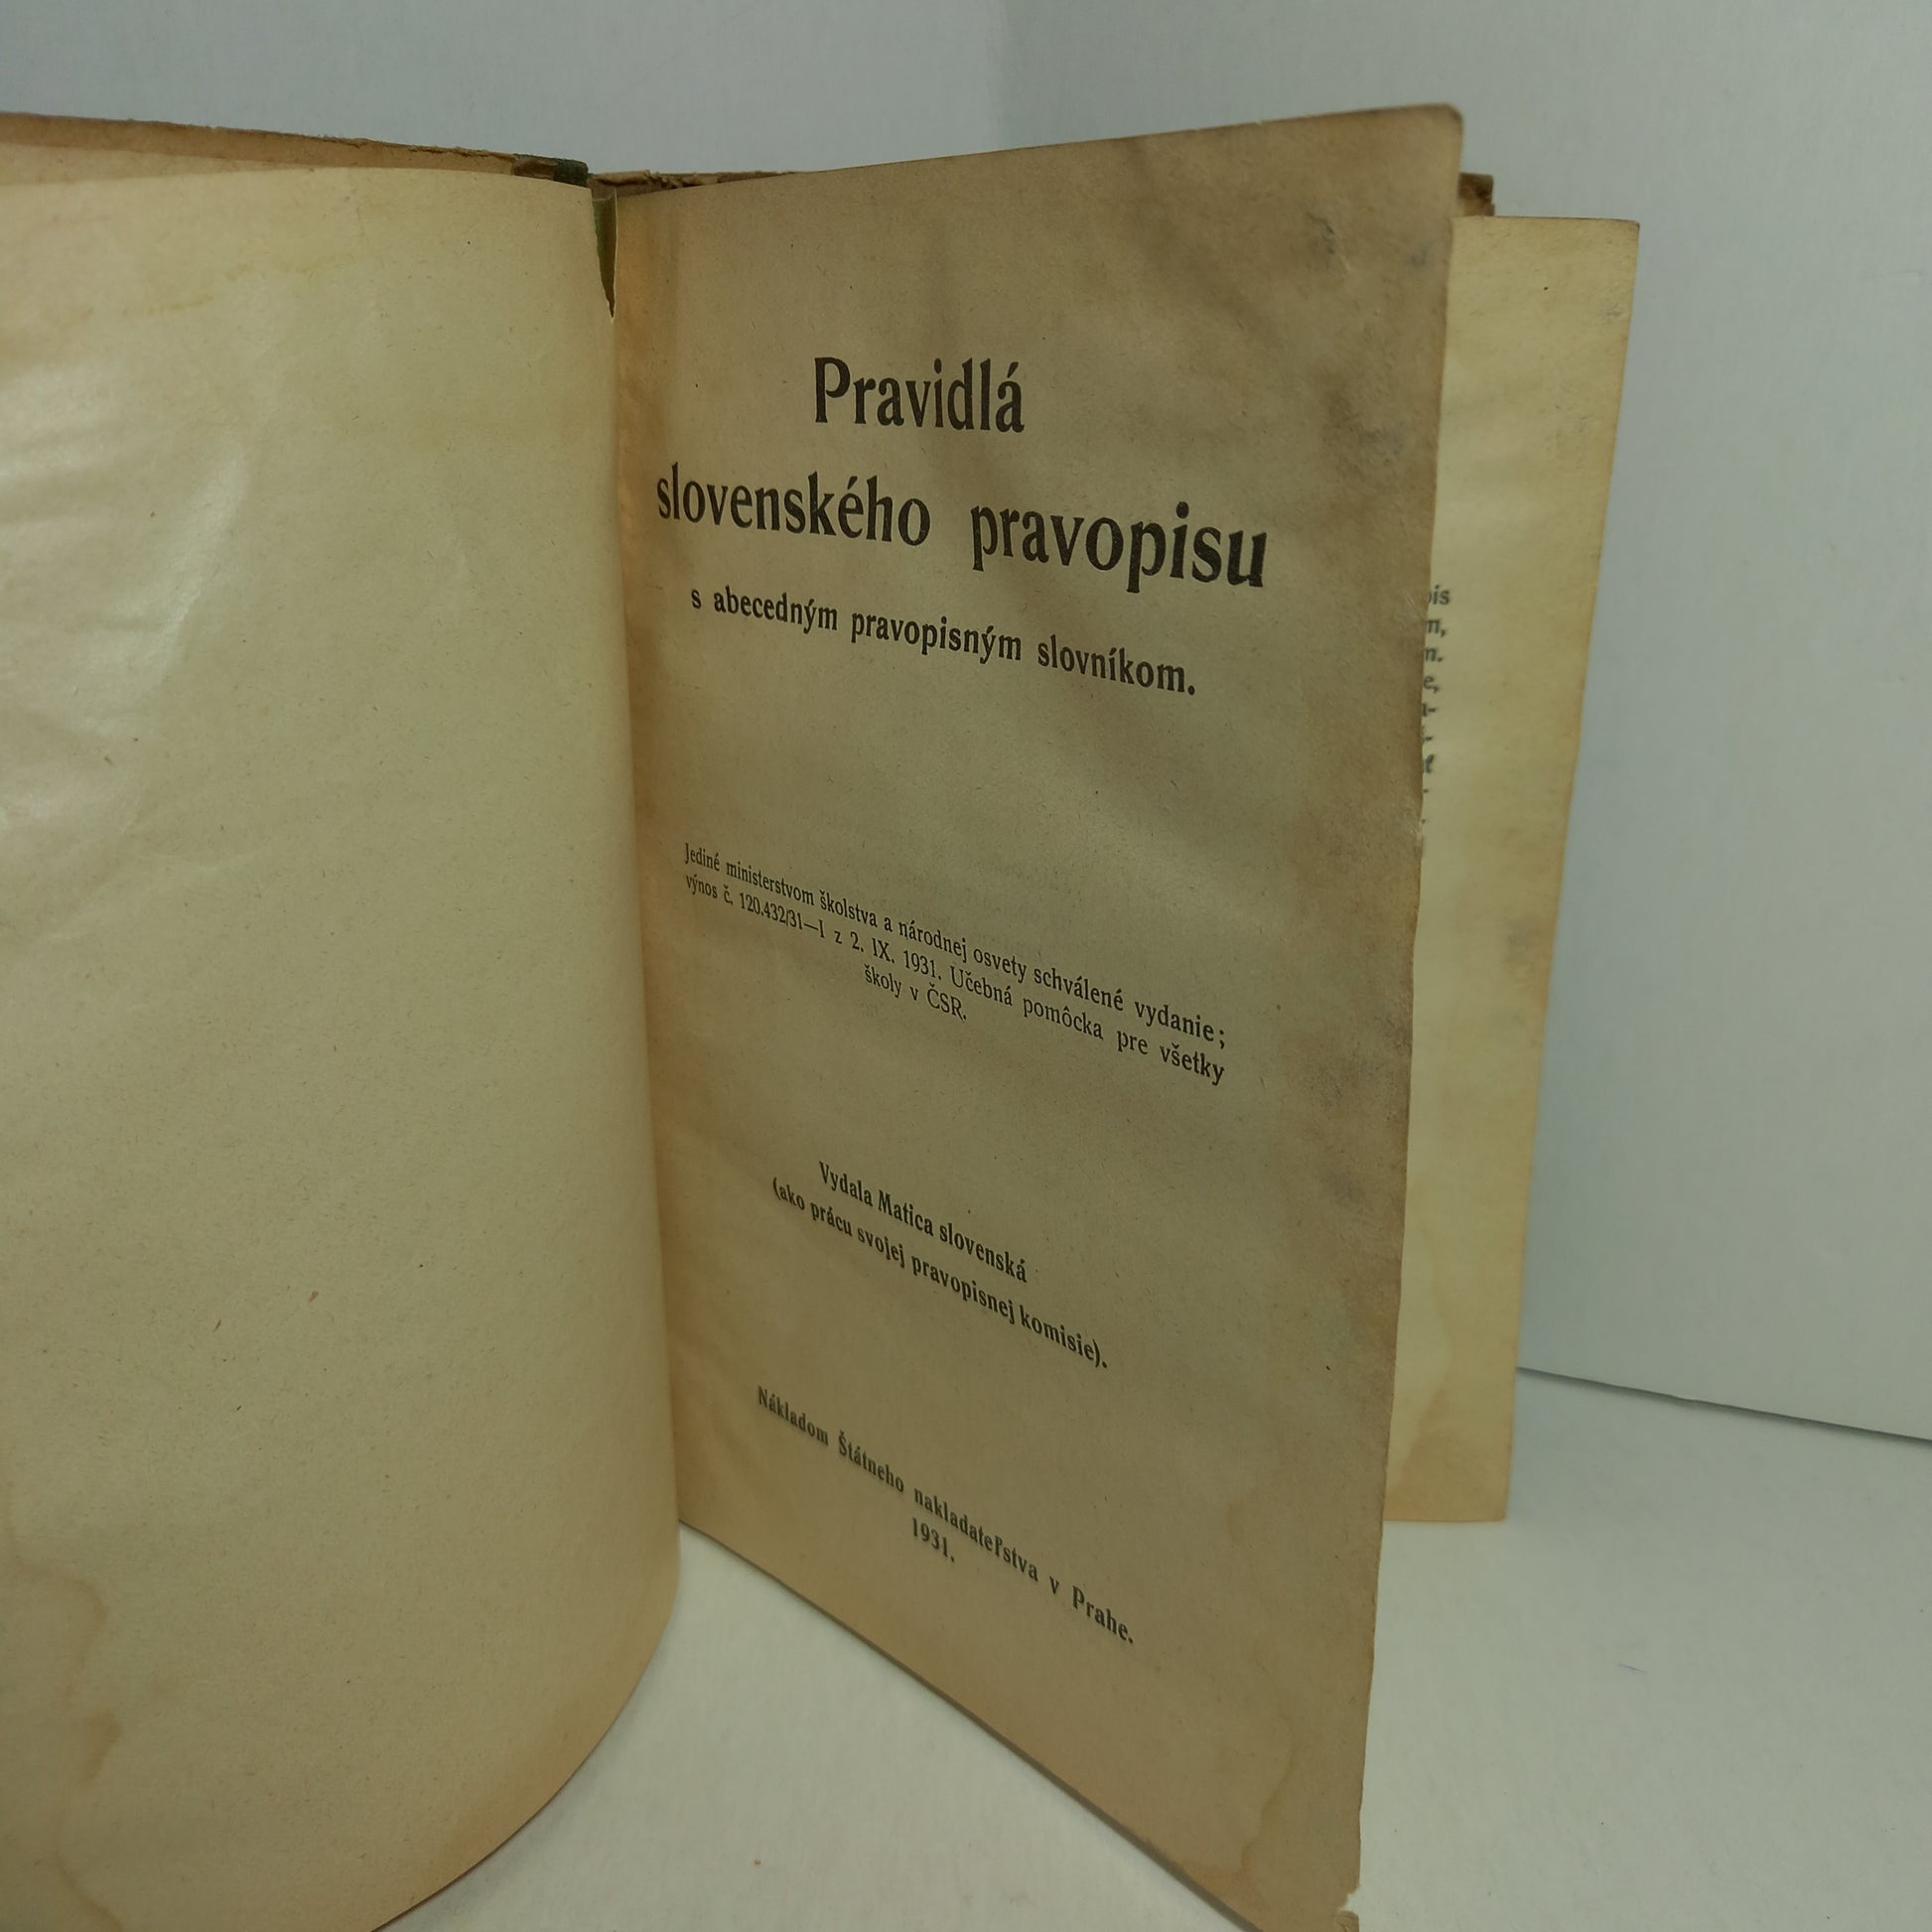 Pravidlá
slovenského pravopisu
s abecedným pravopisným slovníkom.
Jediné ministerstvom školstva a národnej osvety schválené vydanie;
výnos č. 120.432/31—I z 2. IX. 1931. Učebná pomôcka pre všetky
školy v ČSR.
Vydala Matica slovenská
(ako prácu svojej pravopisnej komisie).
Nákladom Štátneho nakladateľstva v Prahe.
1931.